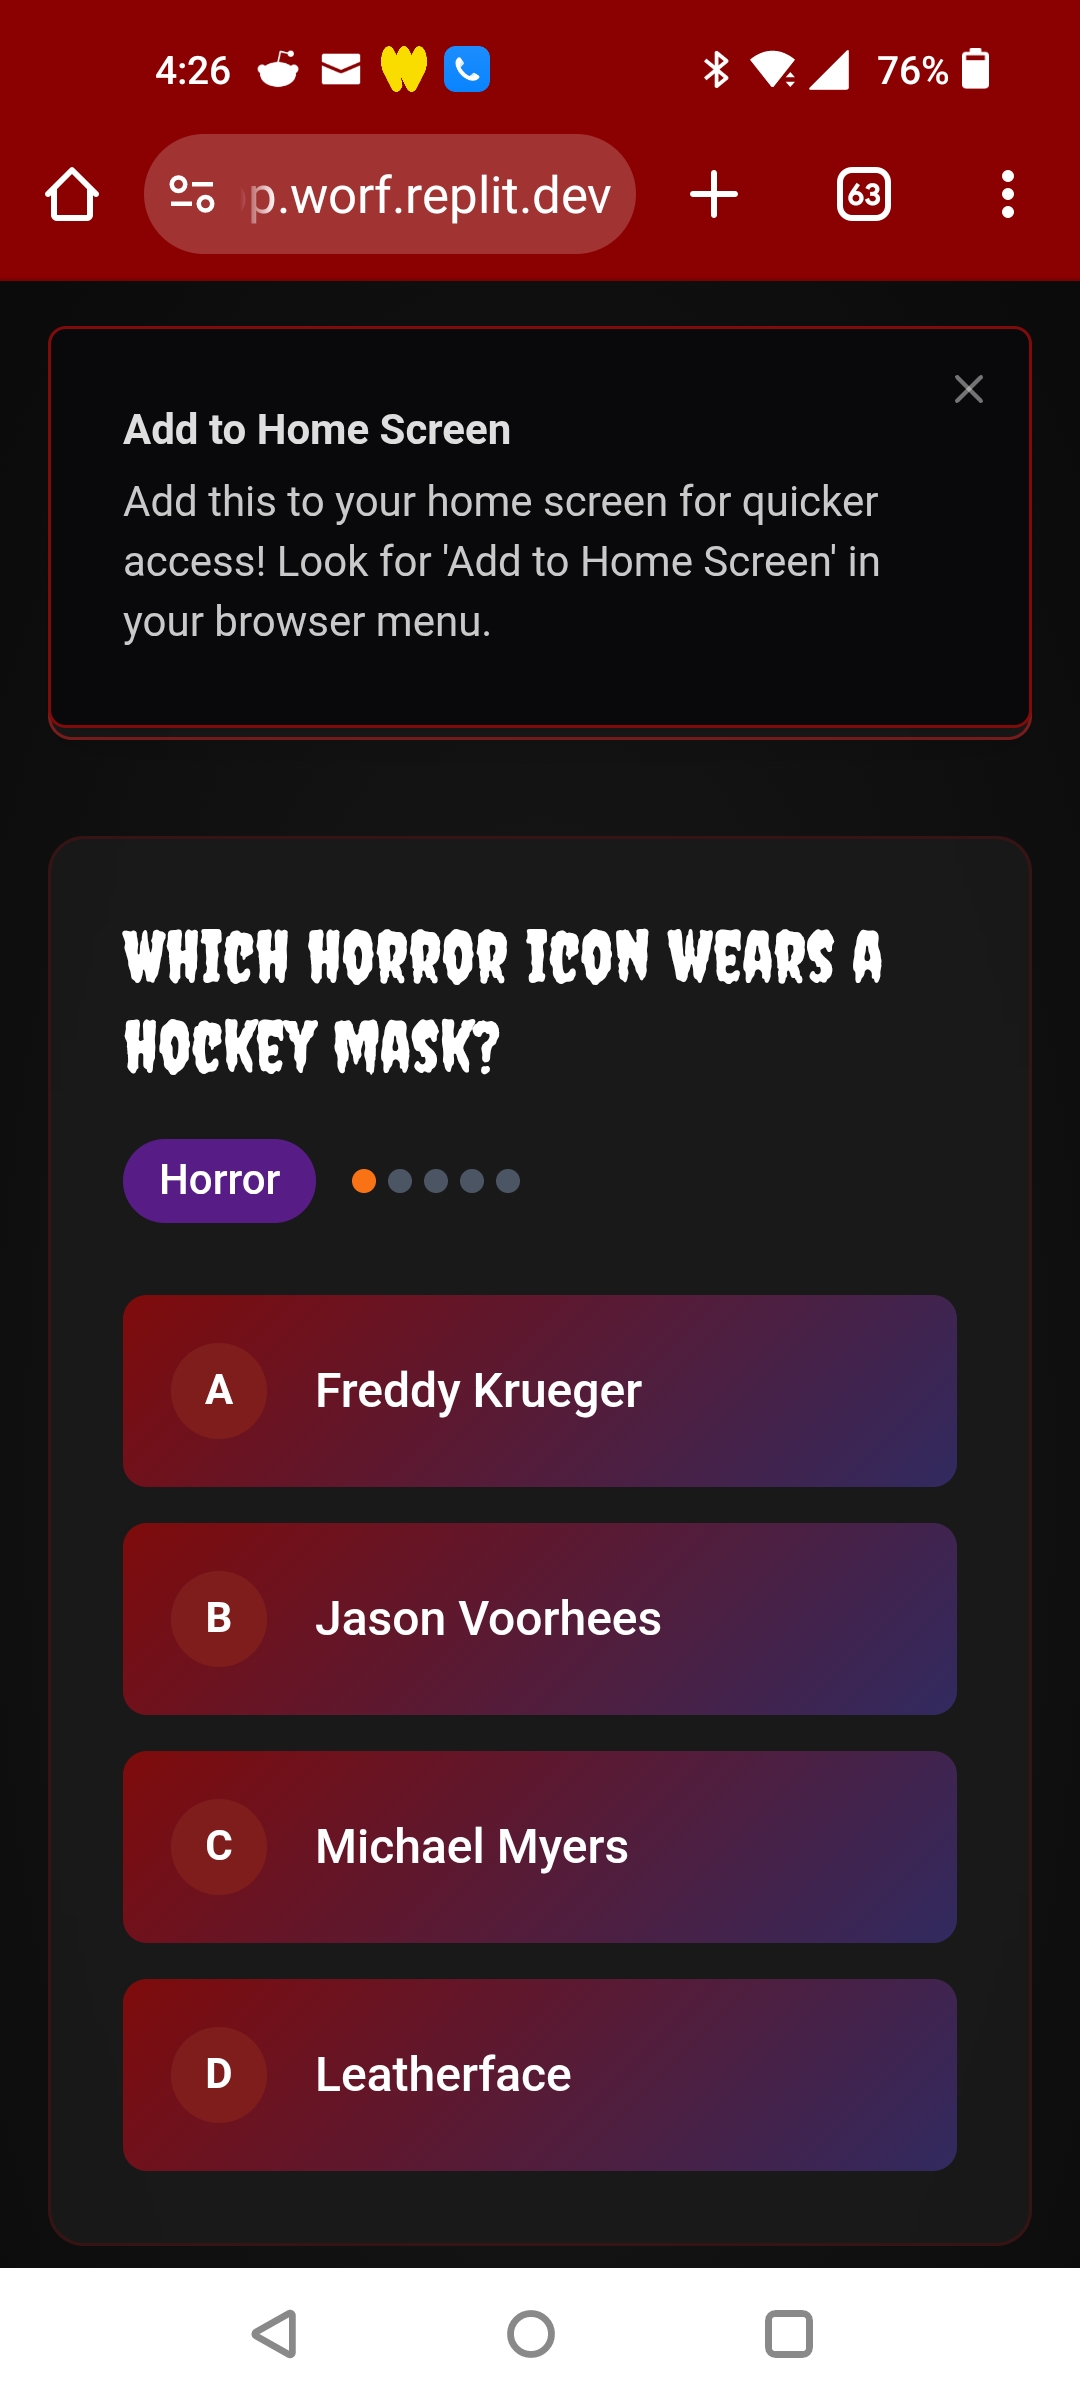 4:26
76%
p.worf.replit.dev
63
Add to Home Screen
Add this to your home screen for quicker
access! Look for 'Add to Home Screen' in
your browser menu.
WHICH HORROR ICON WEARS A
HOCKEY MASK?
Horror
A Freddy Krueger
B Jason Voorhees
C Michael Myers
D Leatherface